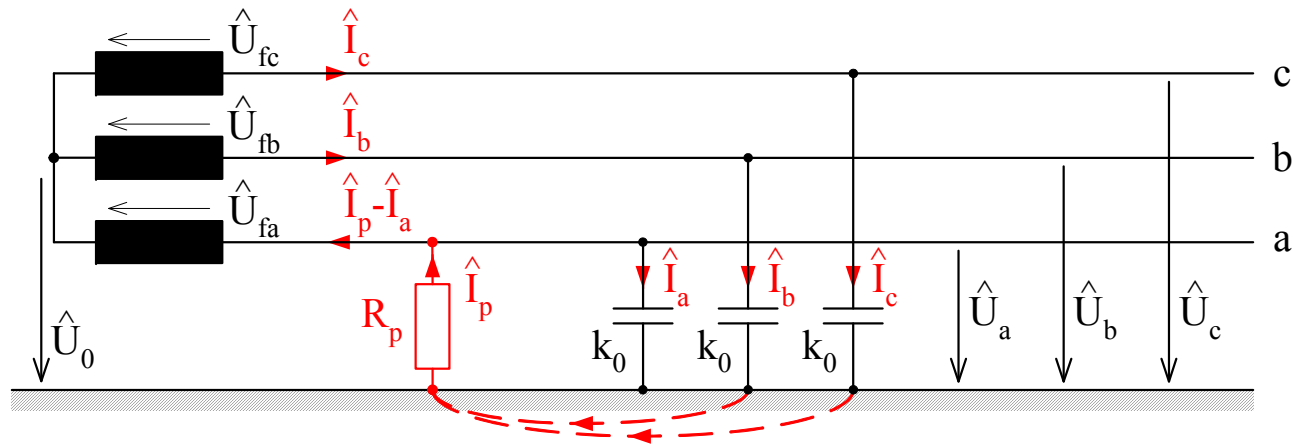 Û_fc Î_c c
Û_fb Î_b b
Û_fa Î_p-Î_a a
Û_0 R_p Î_p Î_a Î_b Î_c Û_a Û_b Û_c
k_0 k_0 k_0